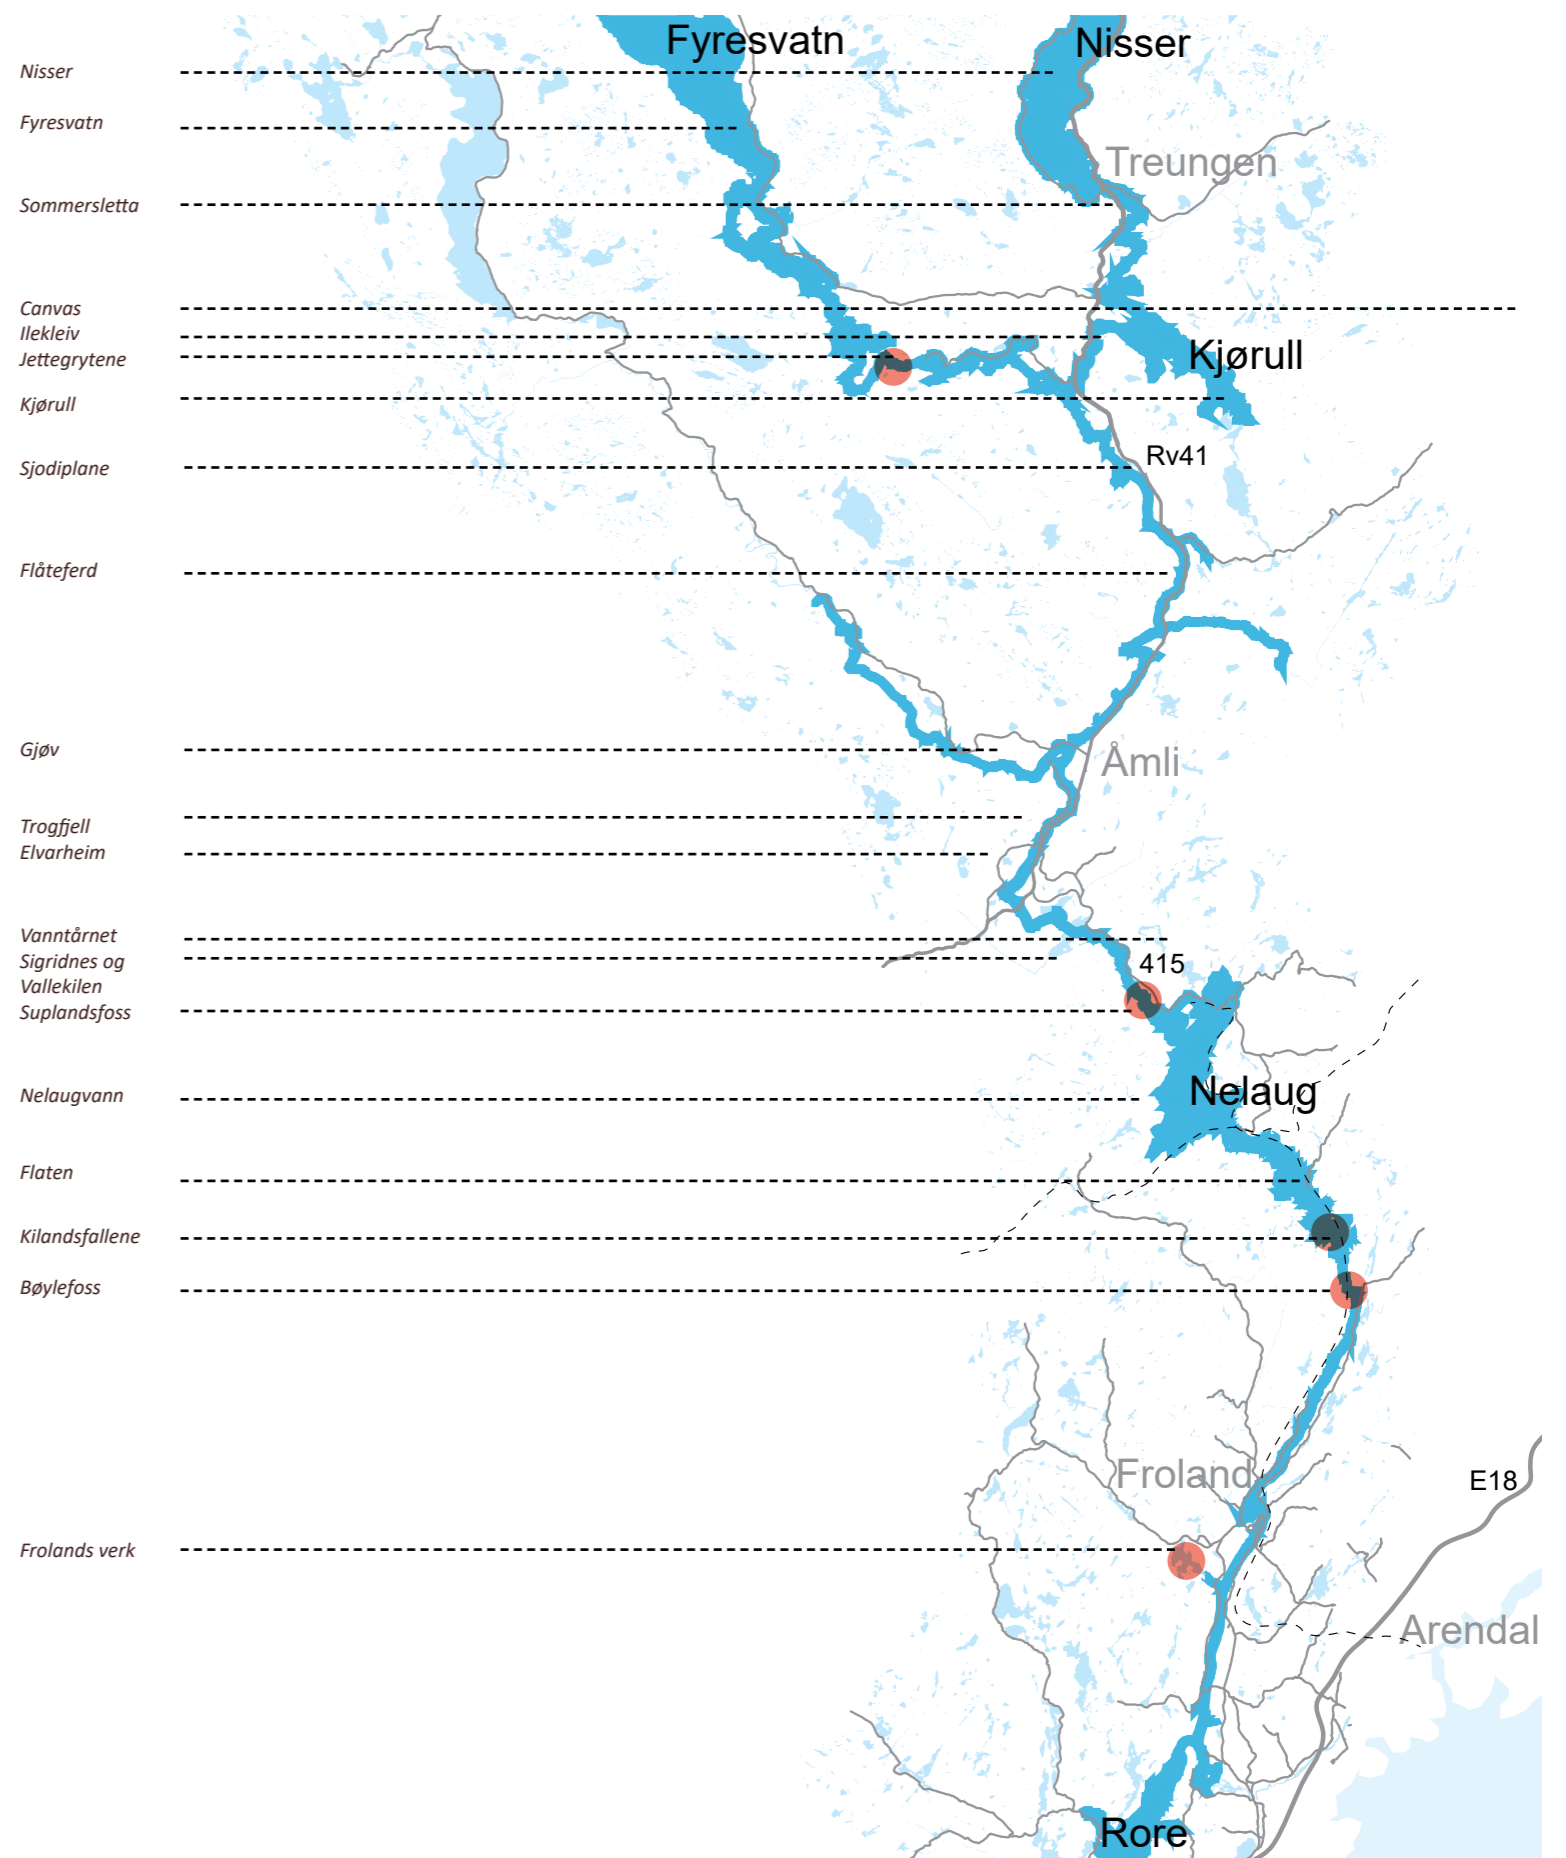 Fyresvatn
Nisser
Nisser
Fyresvatn
Treungen
Sommersletta
Canvas
Ilekleiv
Jettegrytene
Kjørull
Kjørull
Rv41
Sjodiplane
Flåteferd
Gjøv
Åmli
Trogfjell
Elvarheim
Vanntårnet
Sigridnes og
Vallekilen
415
Suplandsfoss
Nelaugvann
Nelaug
Flaten
Kilandsfallene
Bøylefoss
Froland
E18
Frolands verk
Arendal
Rore